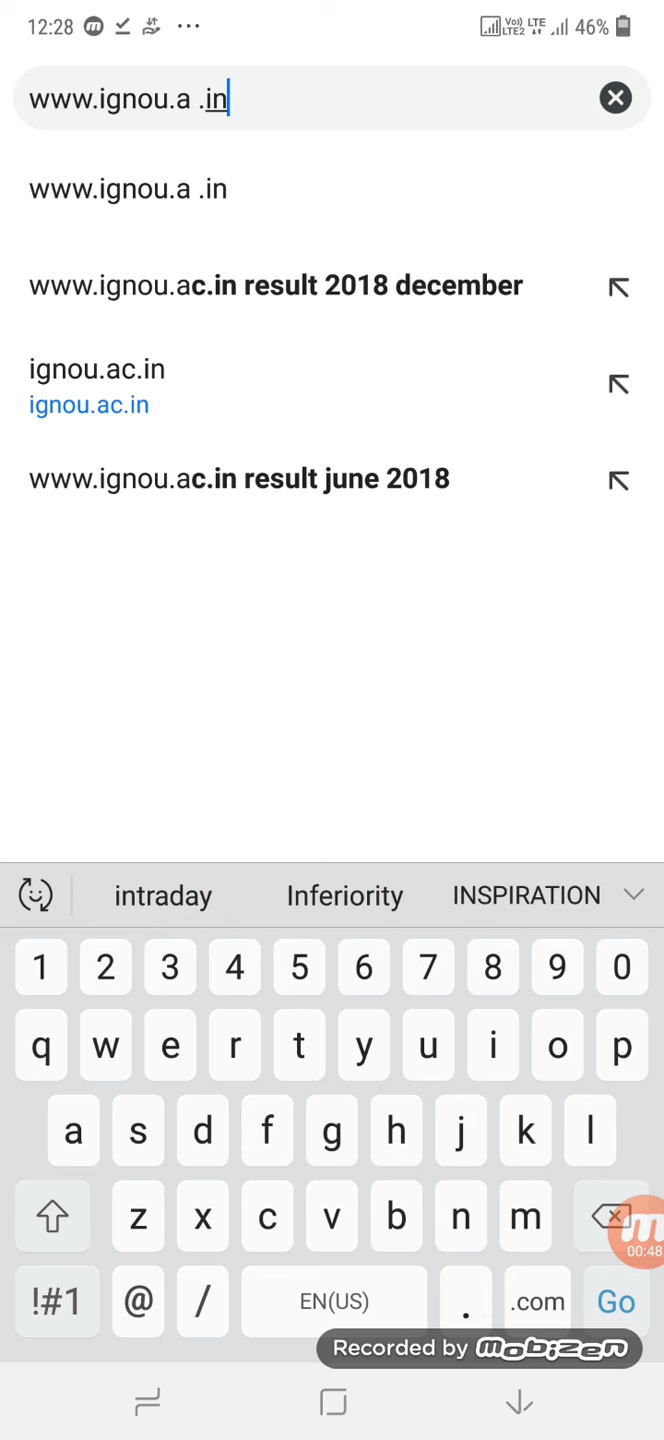 12:28 LTE 46%
www.ignou.a .in
www.ignou.a .in
www.ignou.ac.in result 2018 december
ignou.ac.in
ignou.ac.in
www.ignou.ac.in result june 2018
intraday Inferiority INSPIRATION
1 2 3 4 5 6 7 8 9 0
q w e r t y u i o p
a s d f g h j k l
z x c v b n m
00:48
!#1 @ / EN(US) . .com Go
Recorded by mobizen